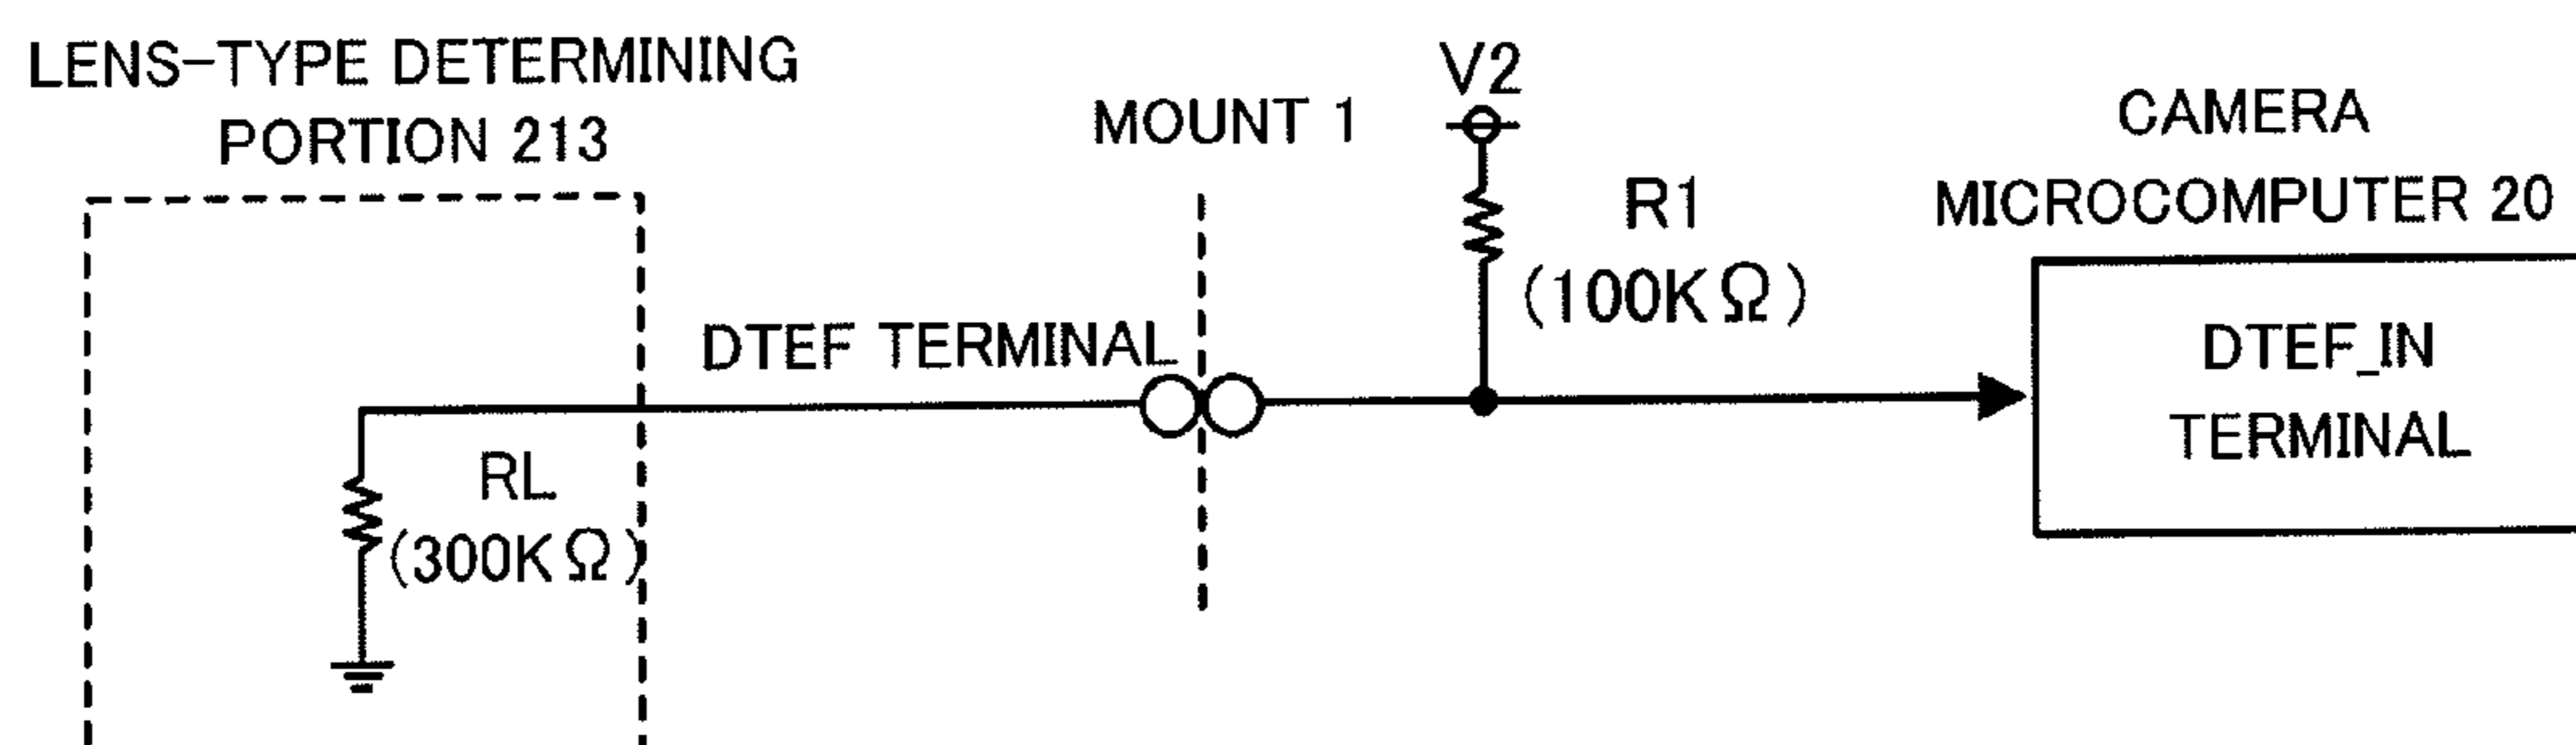 LENS-TYPE DETERMINING
PORTION 213
MOUNT 1
V2
CAMERA
MICROCOMPUTER 20
R1
(100KΩ)
DTEF TERMINAL
DTEF_IN
TERMINAL
RL
(300KΩ)